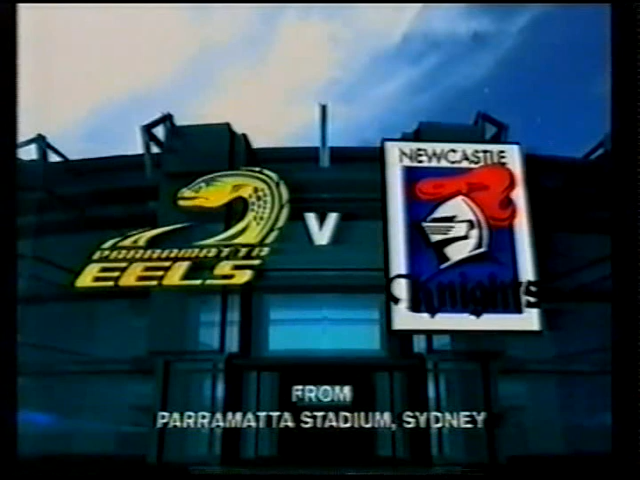 PARRAMATTA
EELS
V
NEWCASTLE
Knights
FROM
PARRAMATTA STADIUM, SYDNEY